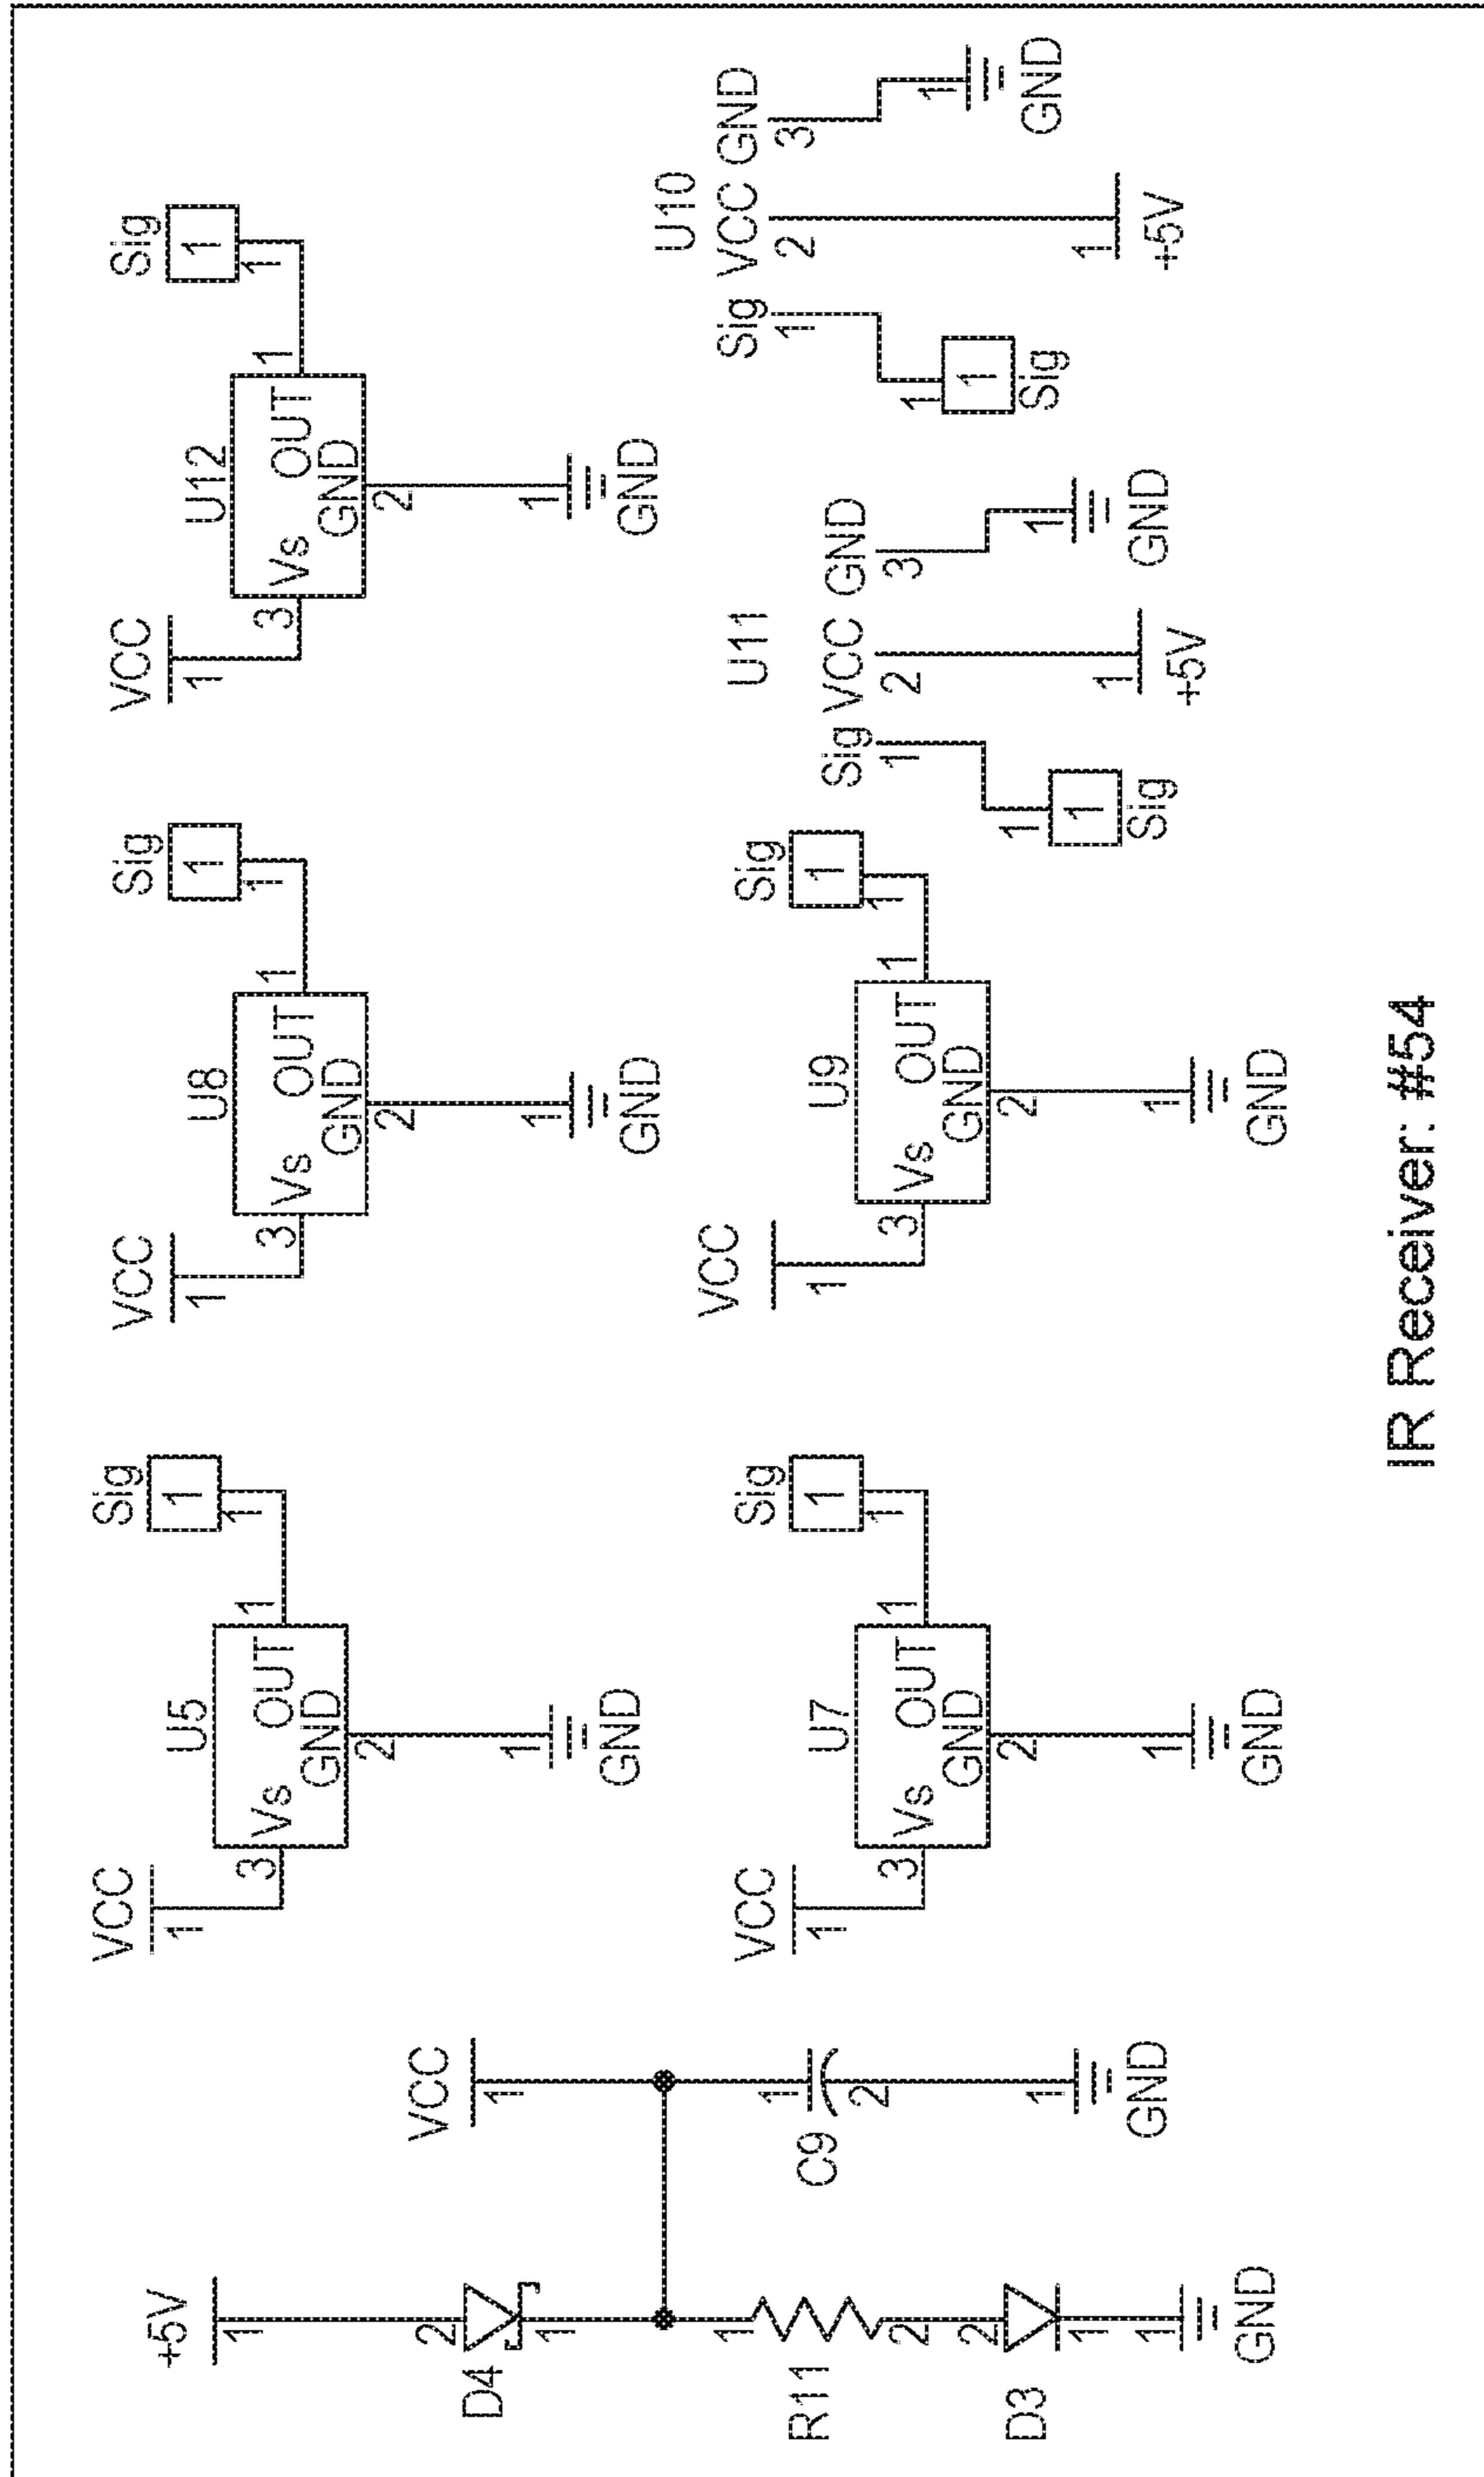 +5V
1
2
D4
1
1
R11
2
2
D3
1
1
GND
VCC
1
1
C9
2
1
GND
VCC
1
3
U5
Vs
OUT
GND
1
2
1
GND
Sig
1
1
VCC
1
3
U8
Vs
OUT
GND
1
2
1
GND
Sig
1
1
VCC
1
3
U12
Vs
OUT
GND
1
2
1
GND
Sig
1
1
VCC
1
3
U7
Vs
OUT
GND
1
2
1
GND
Sig
1
1
VCC
1
3
U9
Vs
OUT
GND
1
2
1
GND
Sig
1
1
U11
Sig VCC GND
1 2 3
1
1
Sig
1
+5V
1
GND
U10
Sig VCC GND
1 2 3
1
1
Sig
1
+5V
1
GND
IR Receiver: #54